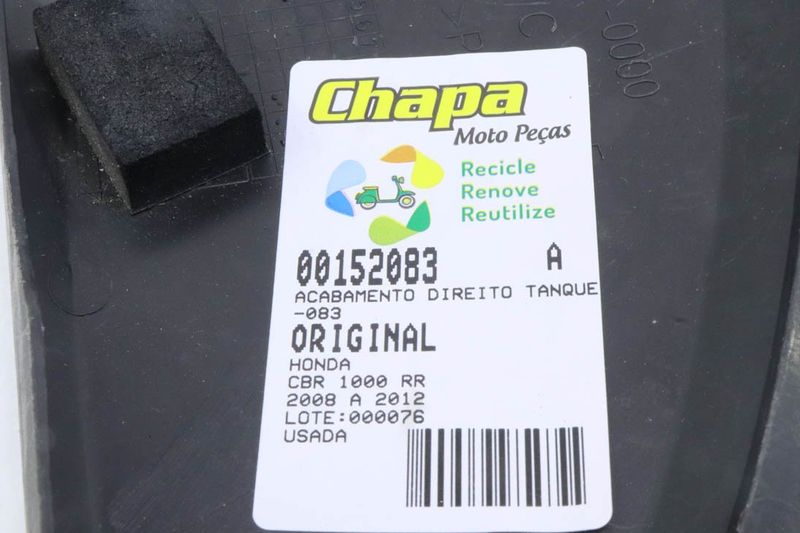 Chapa
Moto Peças
Recicle
Renove
Reutilize
00152083 A
ACABAMENTO DIREITO TANQUE
-083
ORIGINAL
HONDA
CBR 1000 RR
2008 A 2012
LOTE:000076
USADA
-0000
>P
C